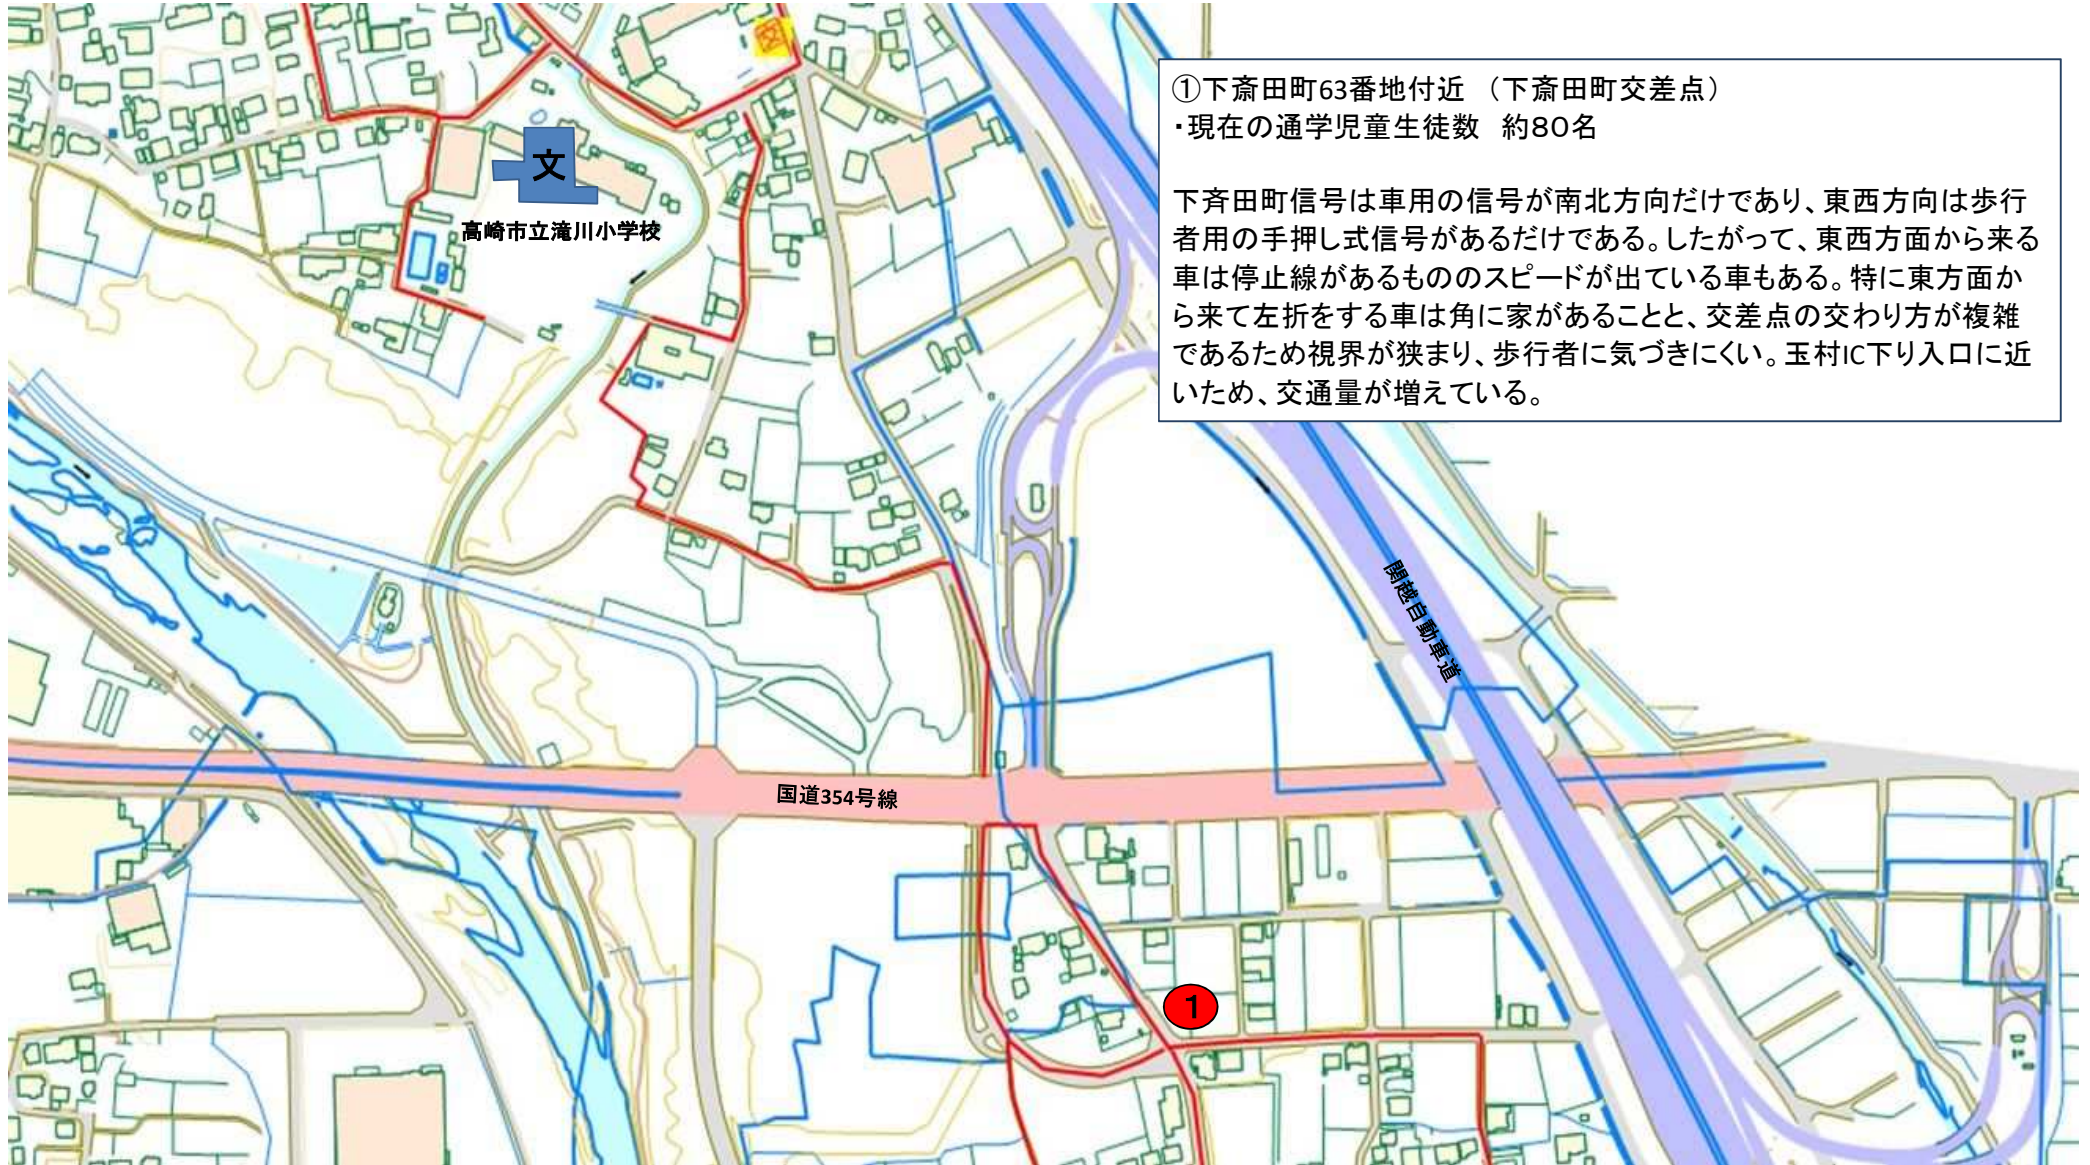 ①下斎田町63番地付近 （下斎田町交差点）
・現在の通学児童生徒数 約８０名
下斉田町信号は車用の信号が南北方向だけであり、東西方向は歩行
者用の手押し式信号があるだけである。したがって、東西方面から来る
車は停止線があるもののスピードが出ている車もある。特に東方面か
ら来て左折をする車は角に家があることと、交差点の交わり方が複雑
であるため視界が狭まり、歩行者に気づきにくい。玉村IC下り入口に近
いため、交通量が増えている。
文
高崎市立滝川小学校
関越自動車道
国道354号線
1